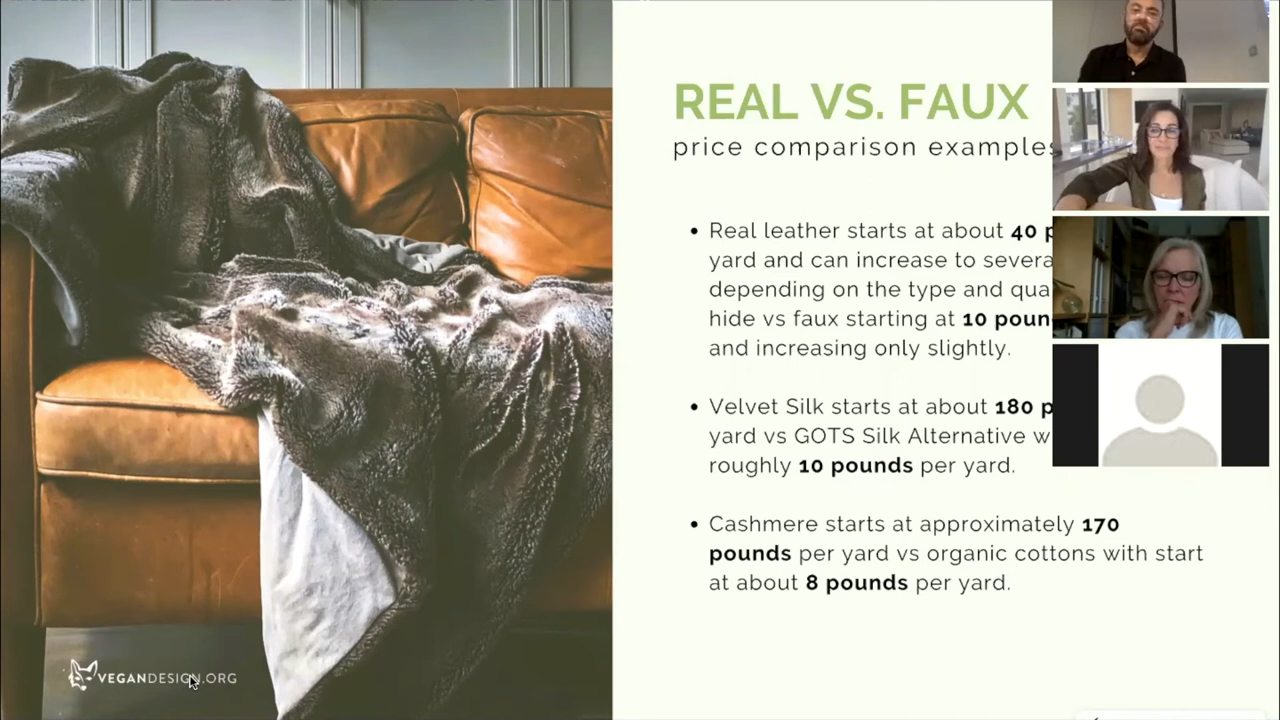 REAL VS. FAUX
price comparison examples
• Real leather starts at about 40 p
yard and can increase to severa
depending on the type and qua
hide vs faux starting at 10 poun
and increasing only slightly.
• Velvet Silk starts at about 180 p
yard vs GOTS Silk Alternative w
roughly 10 pounds per yard.
• Cashmere starts at approximately 170
pounds per yard vs organic cottons with start
at about 8 pounds per yard.
VEGANDESIGN.ORG